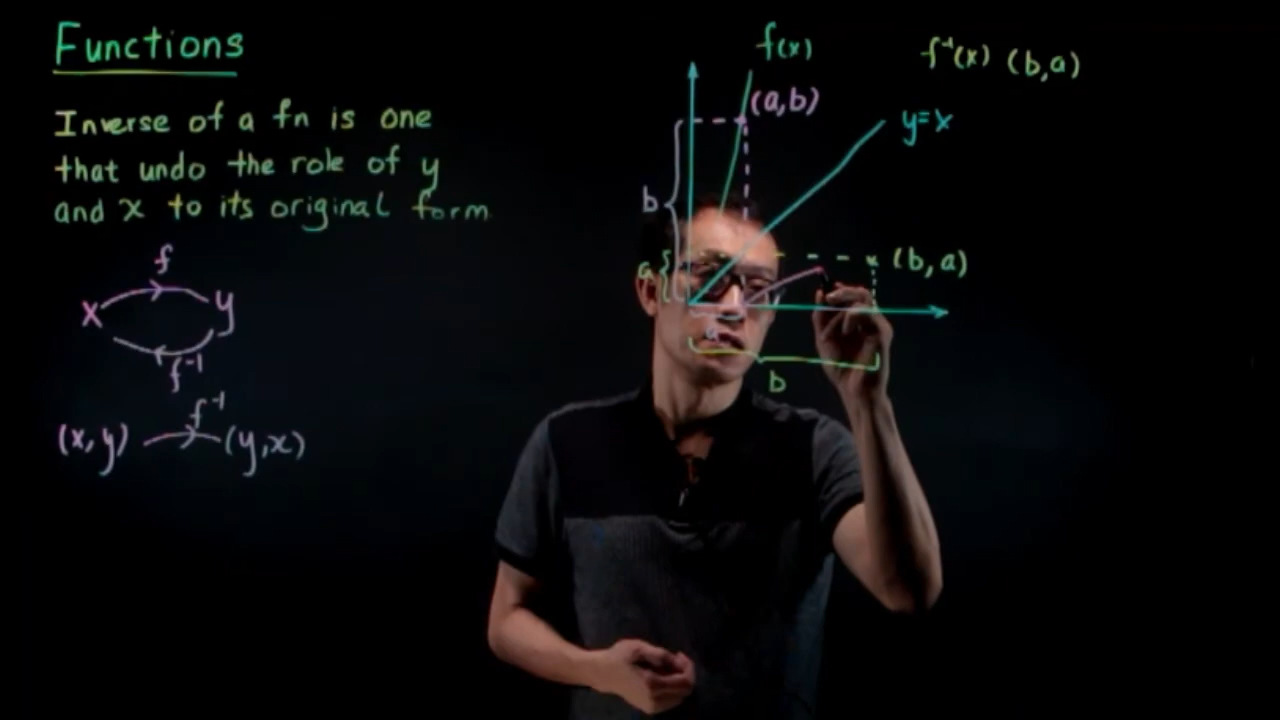 Functions
Inverse of a fn is one
that undo the role of y
and x to its original form
f
x y
f⁻¹
f⁻¹
(x,y) (y,x)
f(x)
f⁻¹(x) (b,a)
(a,b)
y=x
b
a
(b,a)
a
b